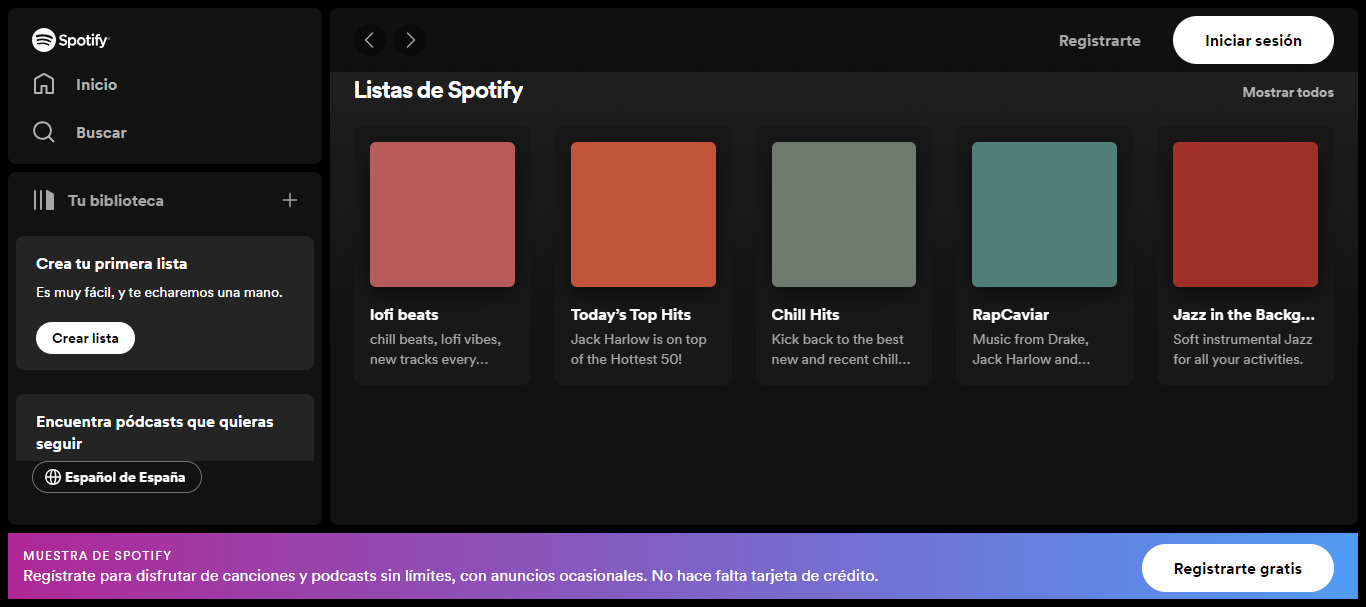 Spotify
Inicio
Buscar
Tu biblioteca
Crea tu primera lista
Es muy fácil, y te echaremos una mano.
Crear lista
Encuentra pódcasts que quieras
seguir
Español de España
Registrarte
Iniciar sesión
Listas de Spotify
Mostrar todos
lofi beats
chill beats, lofi vibes,
new tracks every...
Today’s Top Hits
Jack Harlow is on top
of the Hottest 50!
Chill Hits
Kick back to the best
new and recent chill...
RapCaviar
Music from Drake,
Jack Harlow and...
Jazz in the Backg...
Soft instrumental Jazz
for all your activities.
MUESTRA DE SPOTIFY
Regístrate para disfrutar de canciones y podcasts sin límites, con anuncios ocasionales. No hace falta tarjeta de crédito.
Registrarte gratis